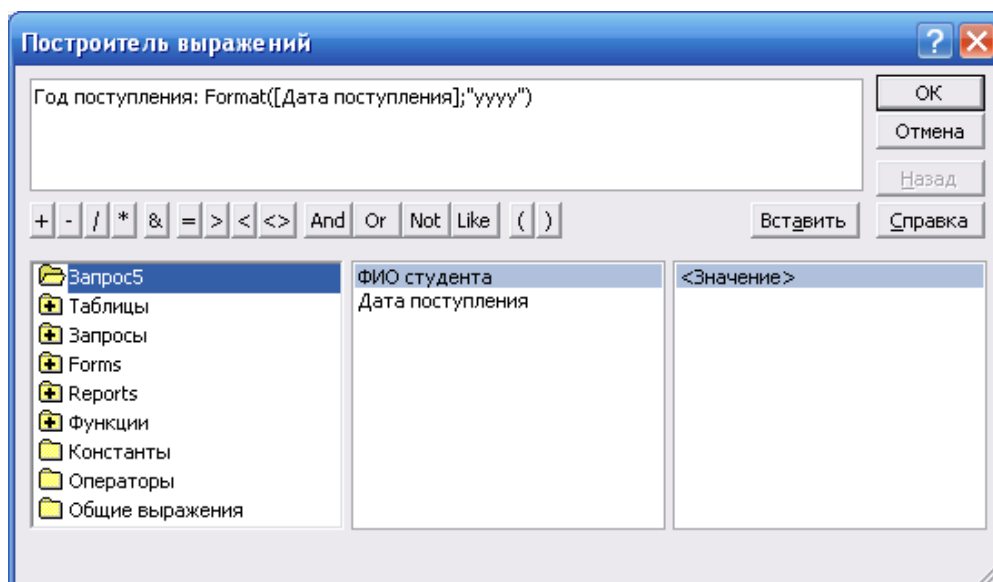 Построитель выражений
Год поступления: Format([Дата поступления];"yyyy")
ОК
Отмена
Назад
+ - / * & = > < <> And Or Not Like ( )
Вставить
Справка
Запрос5
Таблицы
Запросы
Forms
Reports
Функции
Константы
Операторы
Общие выражения
ФИО студента
Дата поступления
<Значение>